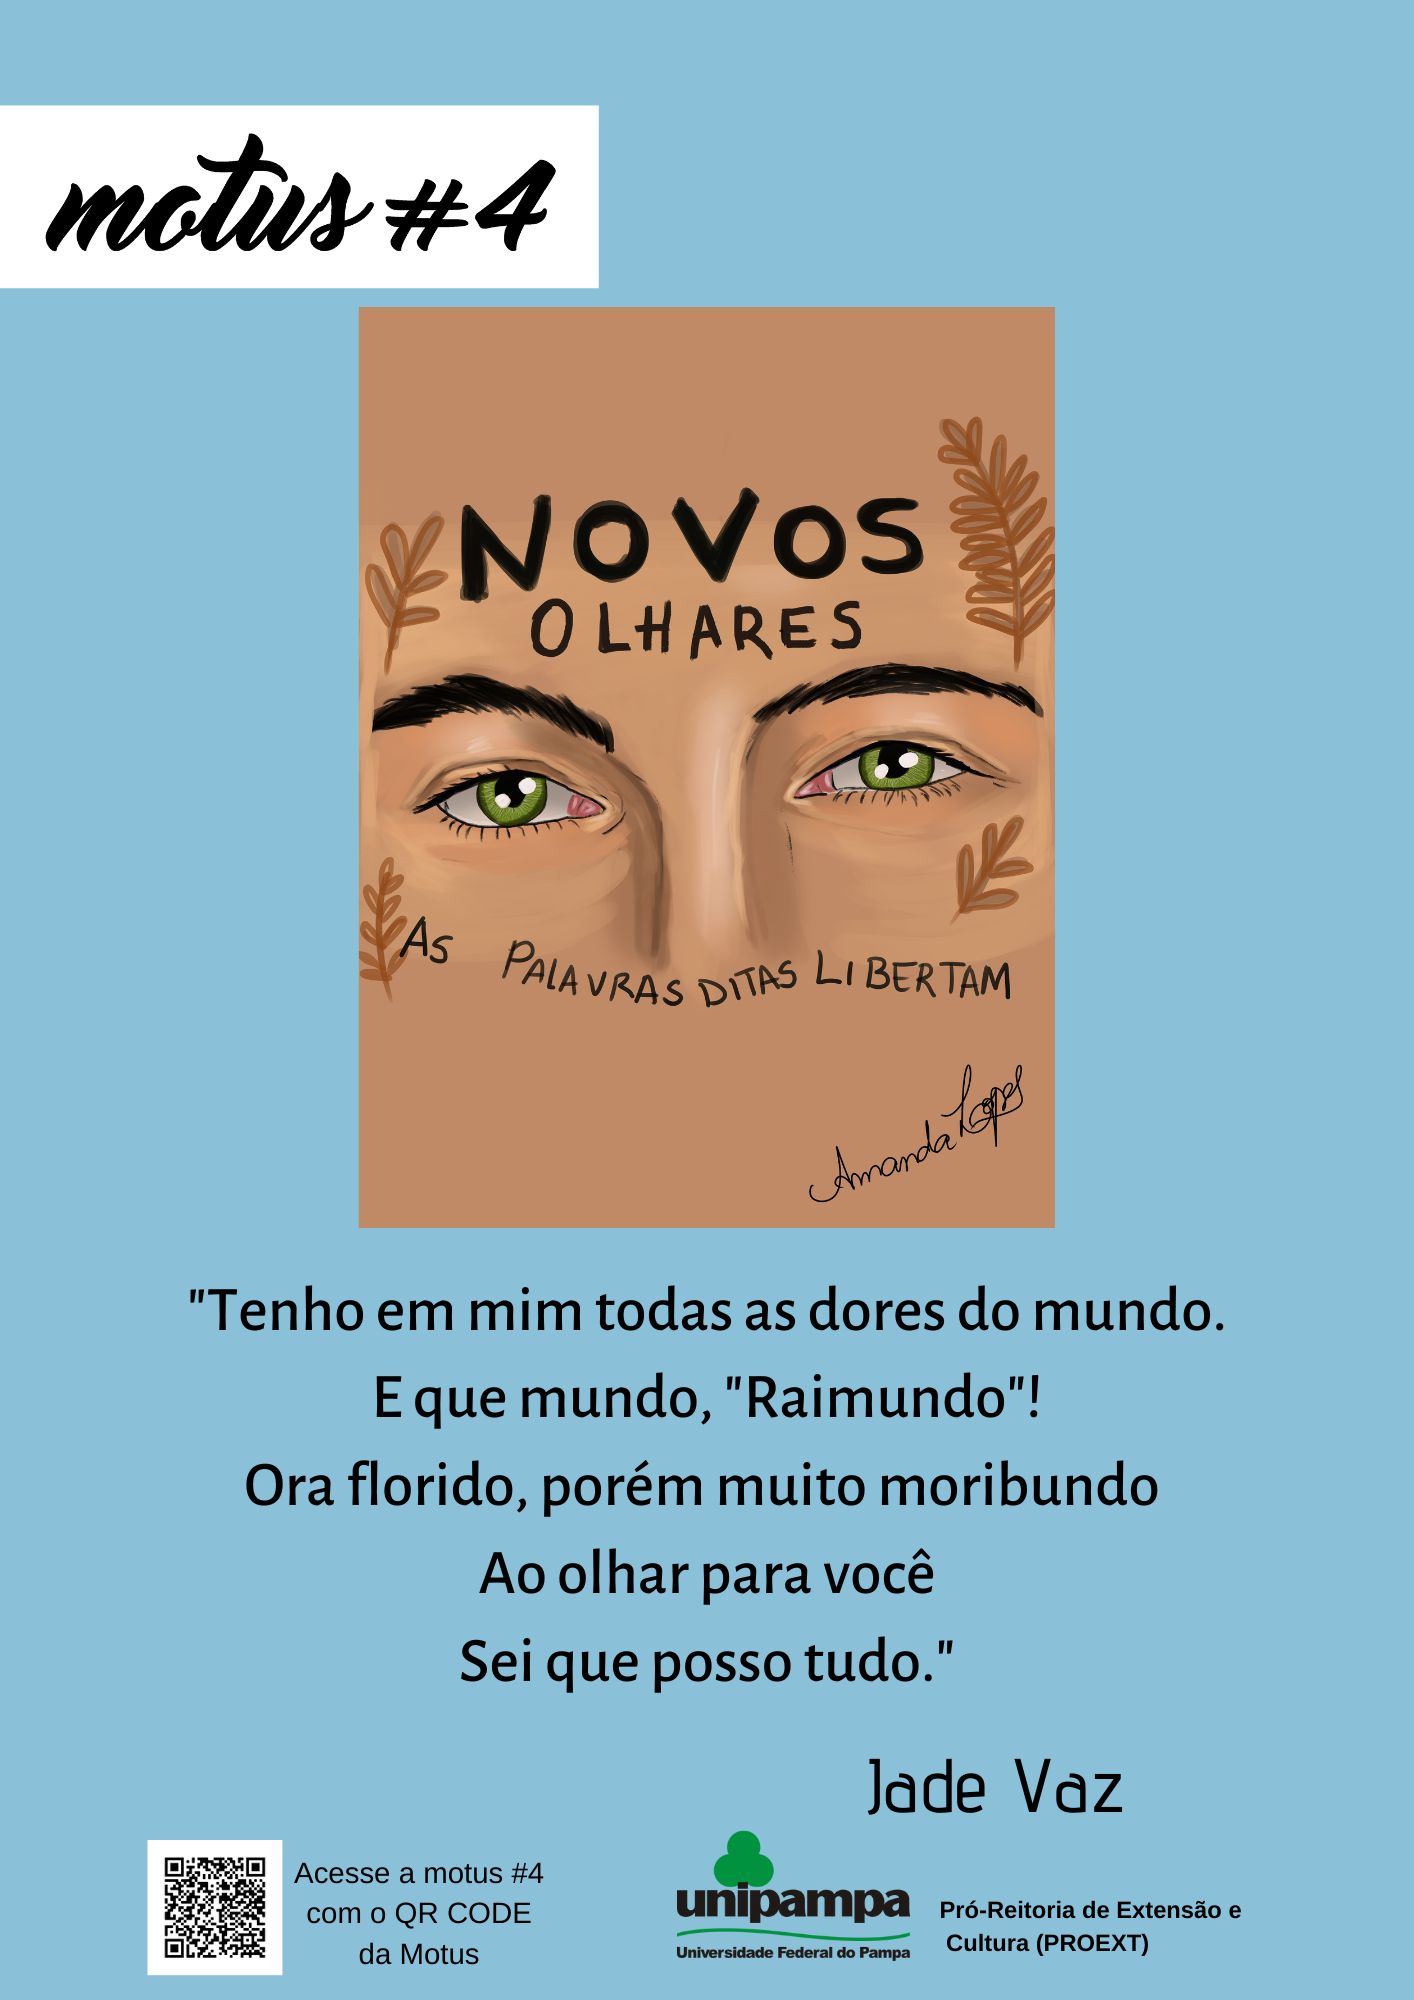 motus #4
NOVOS
OLHARES
AS PALAVRAS DITAS LIBERTAM
Amanda Lopes
"Tenho em mim todas as dores do mundo.
E que mundo, "Raimundo"!
Ora florido, porém muito moribundo
Ao olhar para você
Sei que posso tudo."
Jade Vaz
Acesse a motus #4
com o QR CODE
da Motus
unipampa
Universidade Federal do Pampa
Pró-Reitoria de Extensão e
Cultura (PROEXT)